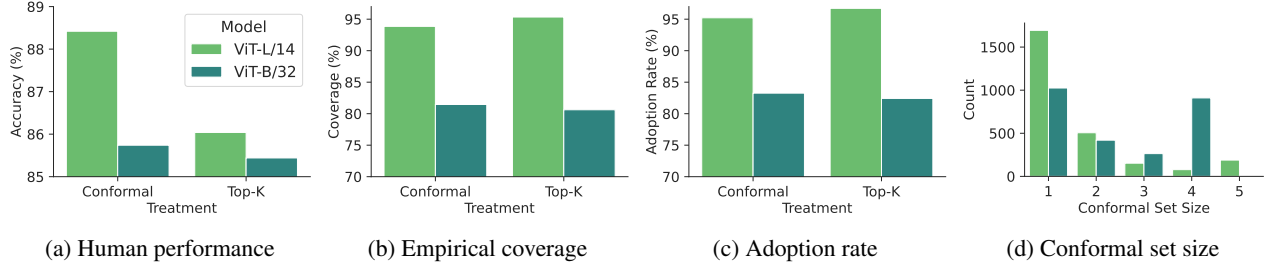 89
88
87
86
85
Accuracy (%)
Model
ViT-L/14
ViT-B/32
Conformal
Top-K
Treatment
(a) Human performance
95
90
85
80
75
70
Coverage (%)
Conformal
Top-K
Treatment
(b) Empirical coverage
95
90
85
80
75
70
Adoption Rate (%)
Conformal
Top-K
Treatment
(c) Adoption rate
1500
1000
500
0
Count
1 2 3 4 5
Conformal Set Size
(d) Conformal set size